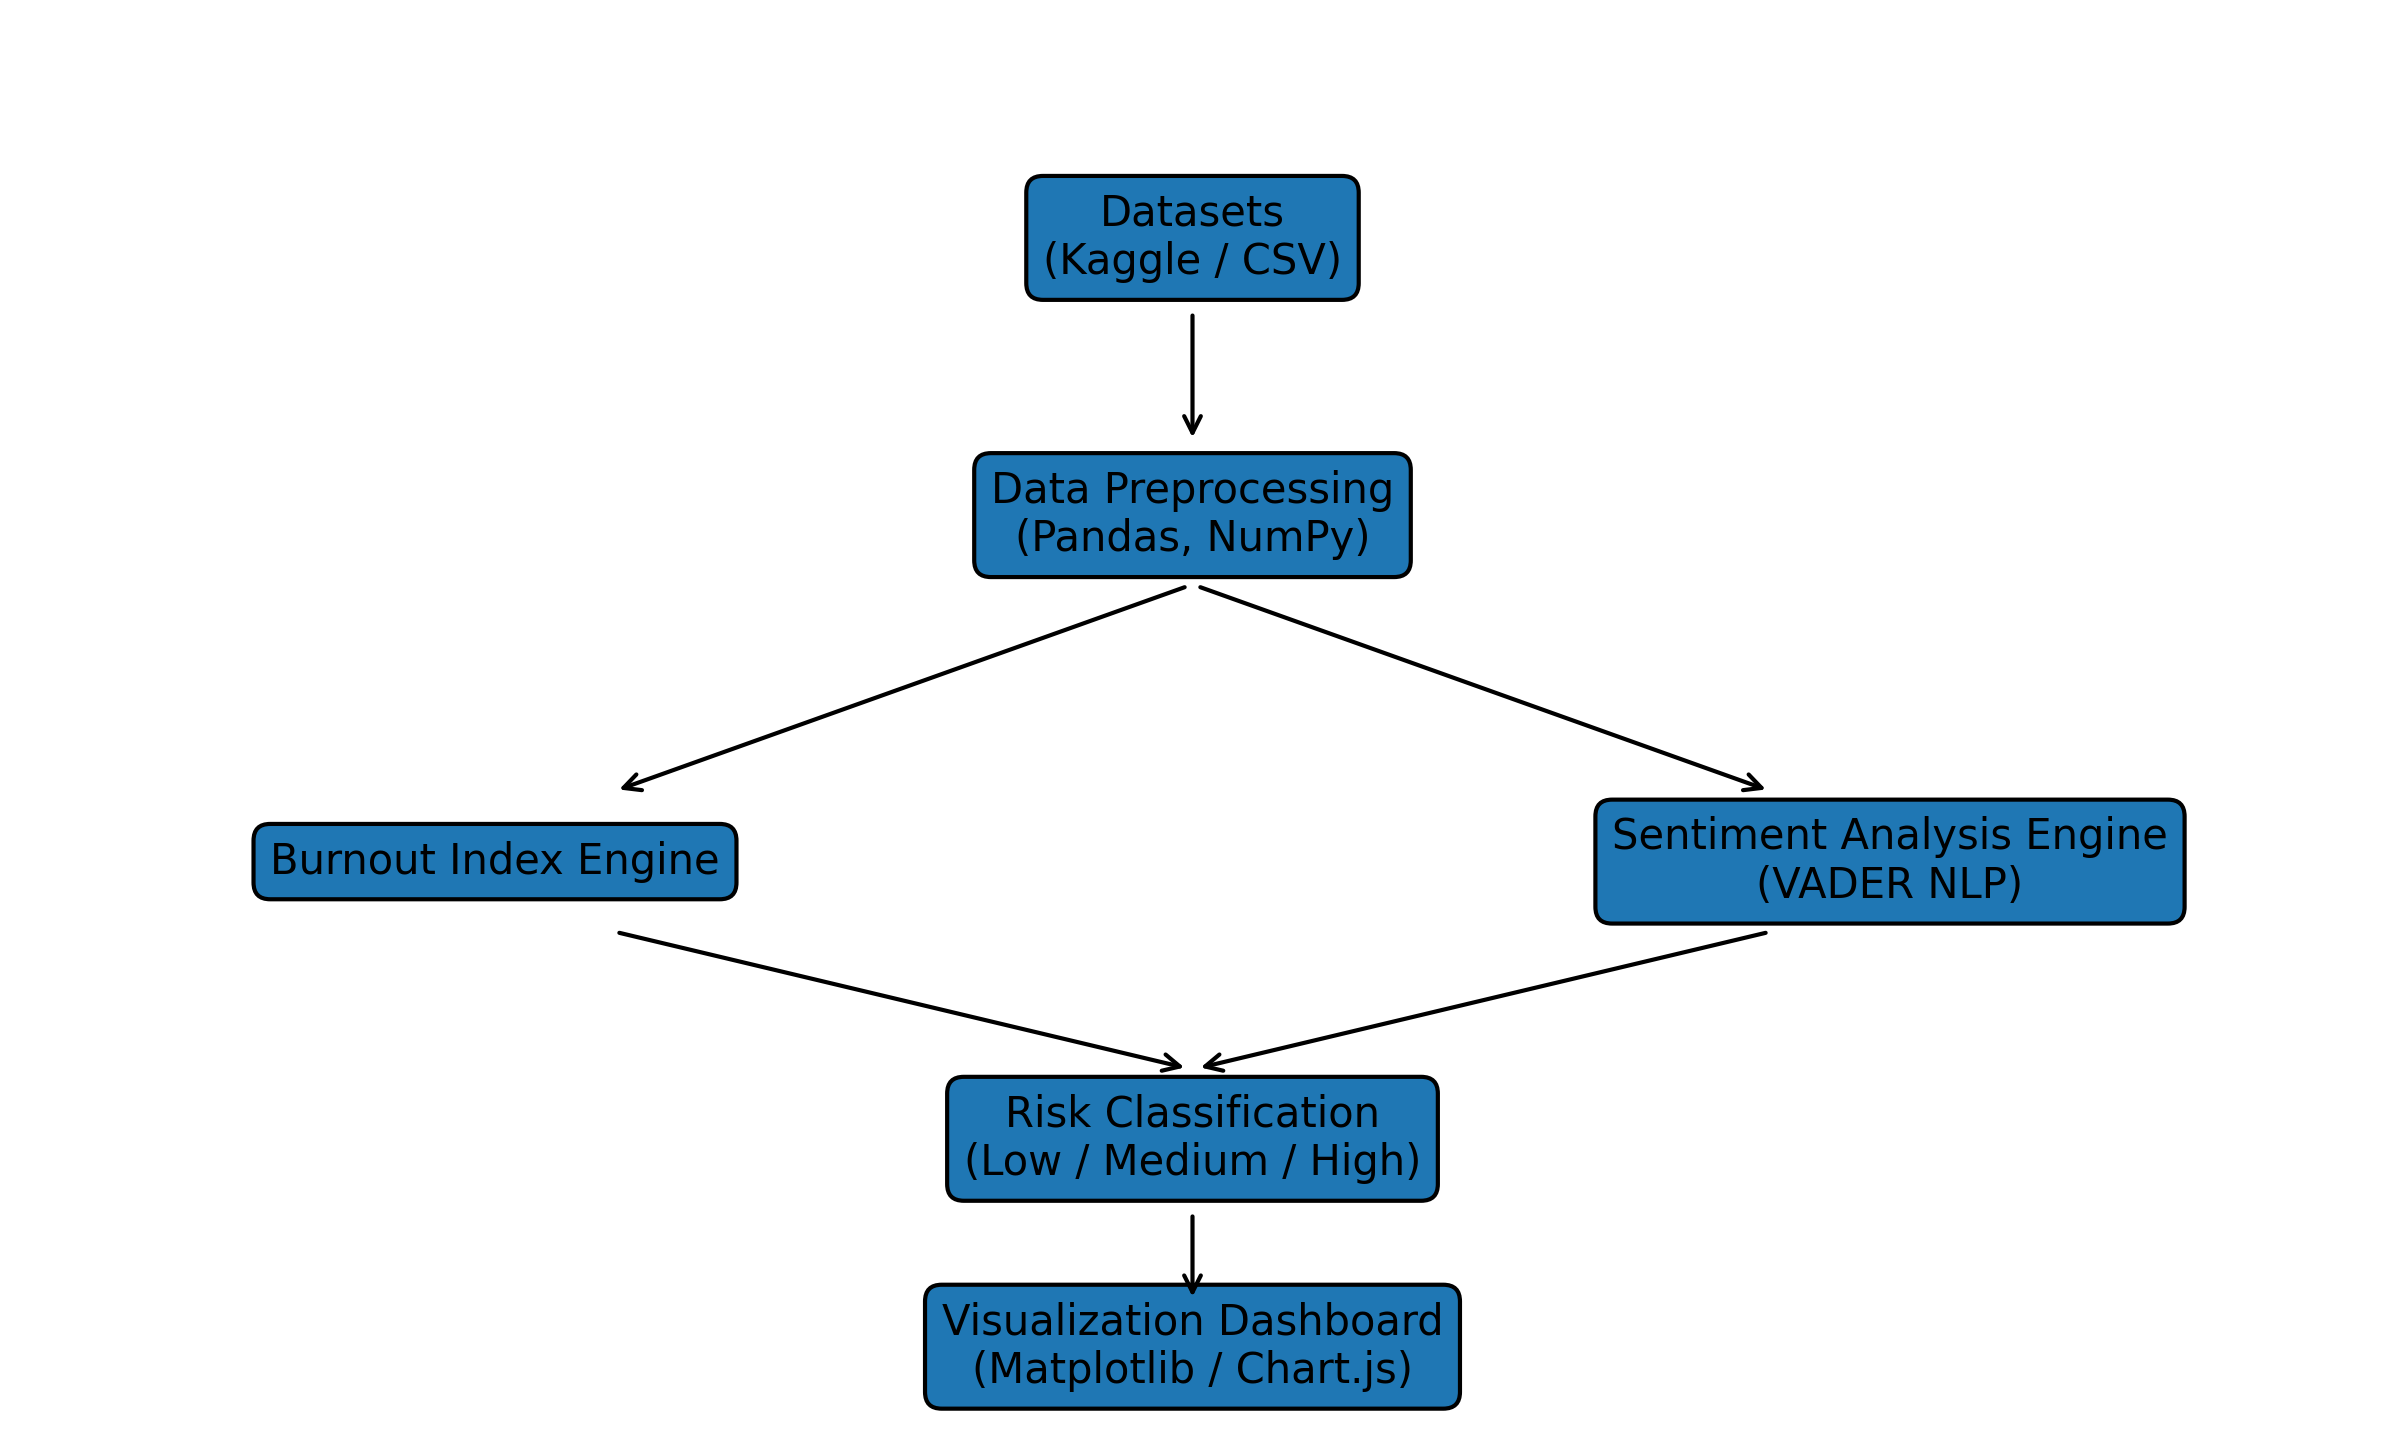 Datasets
(Kaggle / CSV)
Data Preprocessing
(Pandas, NumPy)
Burnout Index Engine
Sentiment Analysis Engine
(VADER NLP)
Risk Classification
(Low / Medium / High)
Visualization Dashboard
(Matplotlib / Chart.js)